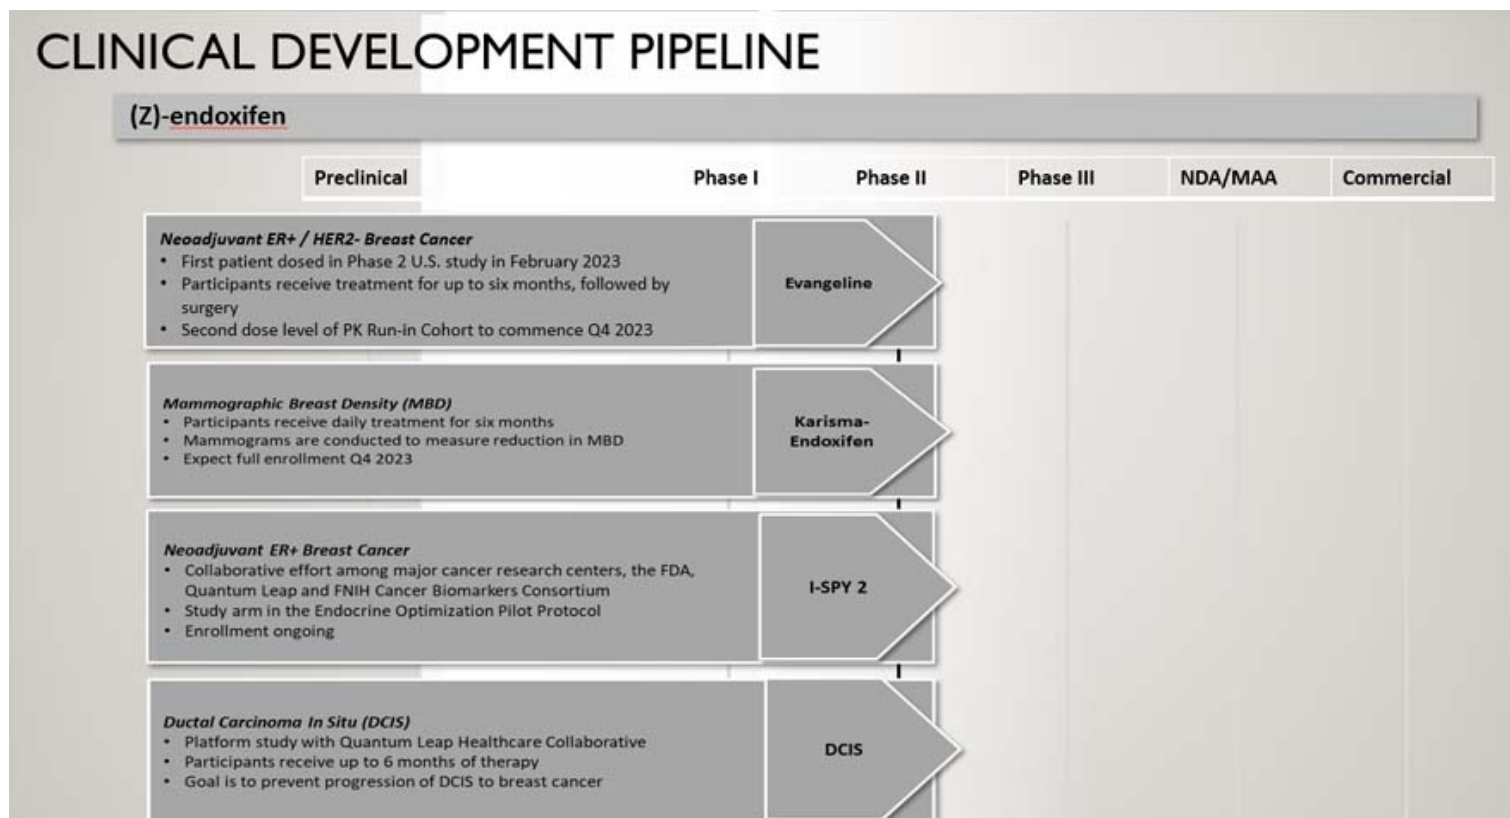 CLINICAL DEVELOPMENT PIPELINE
(Z)-endoxifen
Preclinical Phase I Phase II Phase III NDA/MAA Commercial
Neoadjuvant ER+ / HER2- Breast Cancer
• First patient dosed in Phase 2 U.S. study in February 2023
• Participants receive treatment for up to six months, followed by
surgery
• Second dose level of PK Run-in Cohort to commence Q4 2023
Evangeline
Mammographic Breast Density (MBD)
• Participants receive daily treatment for six months
• Mammograms are conducted to measure reduction in MBD
• Expect full enrollment Q4 2023
Karisma-
Endoxifen
Neoadjuvant ER+ Breast Cancer
• Collaborative effort among major cancer research centers, the FDA,
Quantum Leap and FNIH Cancer Biomarkers Consortium
• Study arm in the Endocrine Optimization Pilot Protocol
• Enrollment ongoing
I-SPY 2
Ductal Carcinoma In Situ (DCIS)
• Platform study with Quantum Leap Healthcare Collaborative
• Participants receive up to 6 months of therapy
• Goal is to prevent progression of DCIS to breast cancer
DCIS